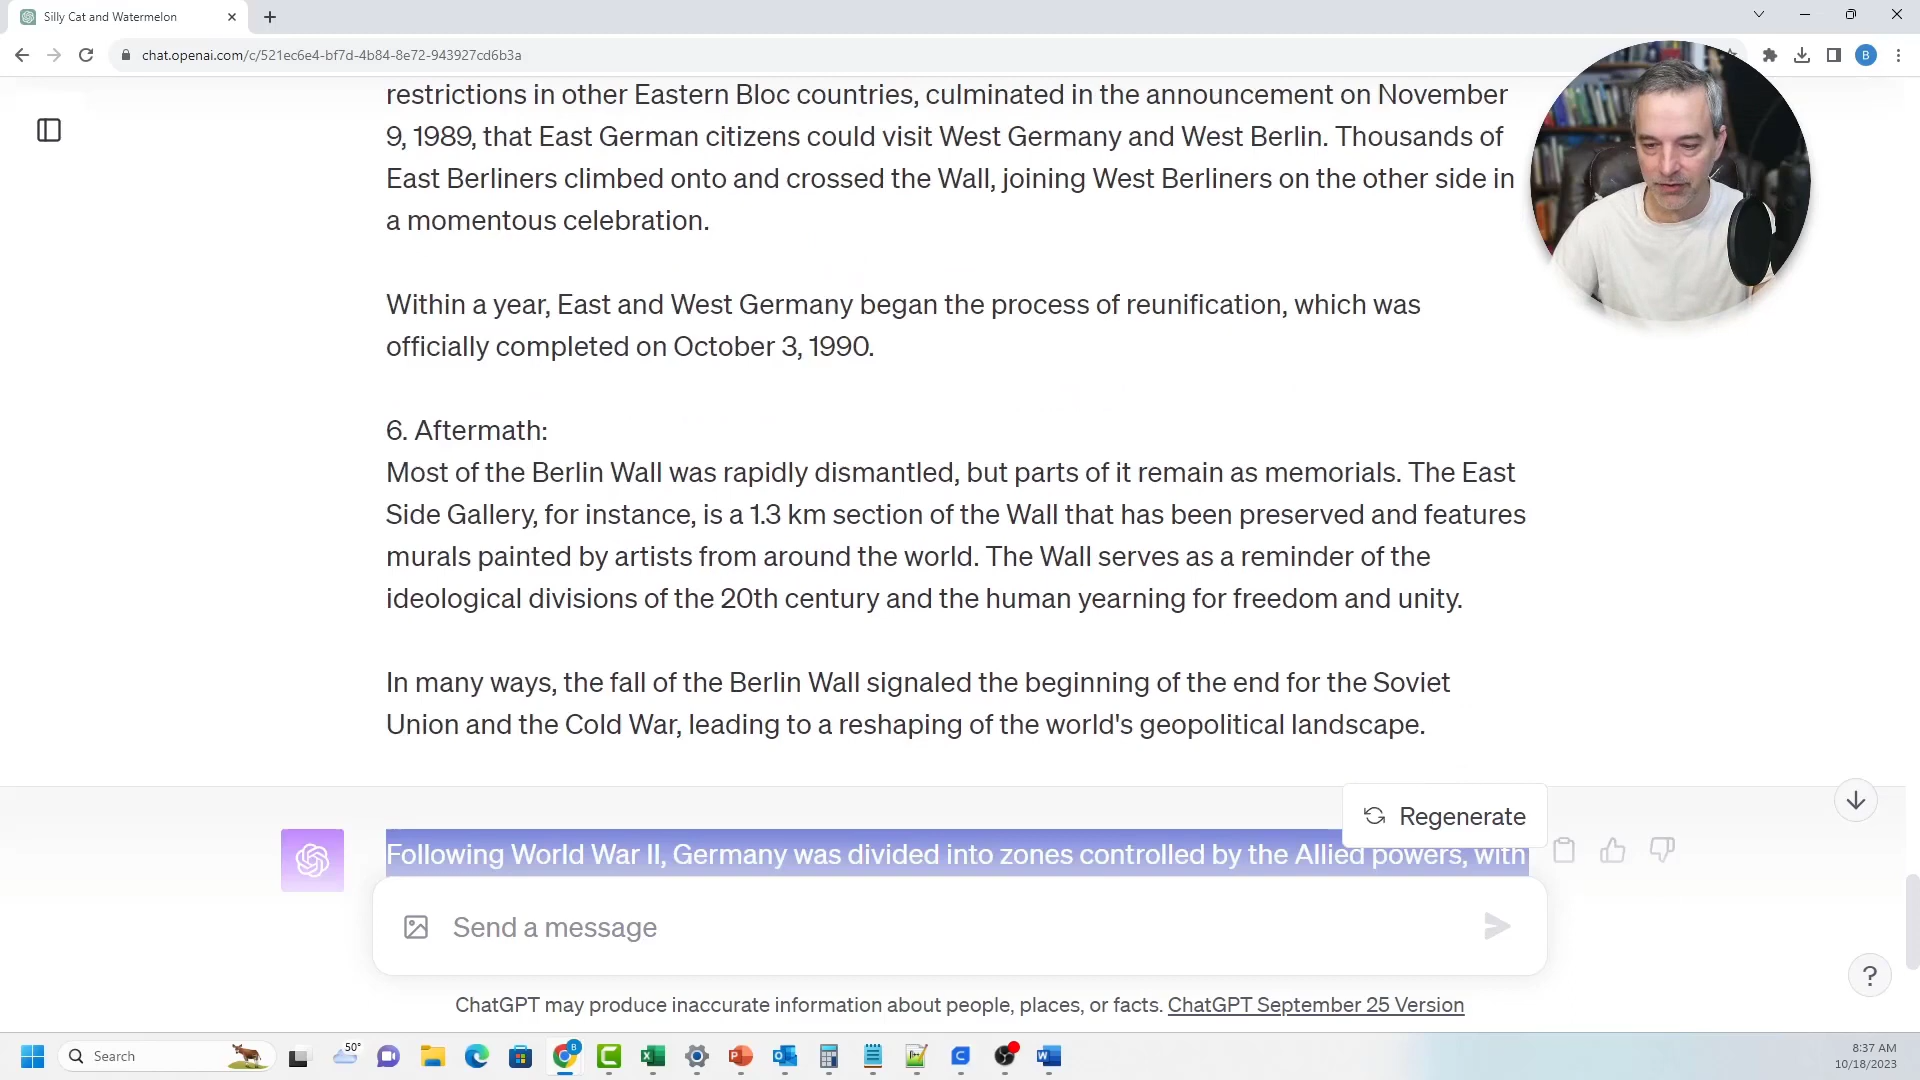 Silly Cat and Watermelon
chat.openai.com/c/521ec6e4-bf7d-4b84-8e72-943927cd6b3a
B
restrictions in other Eastern Bloc countries, culminated in the announcement on November
9, 1989, that East German citizens could visit West Germany and West Berlin. Thousands of
East Berliners climbed onto and crossed the Wall, joining West Berliners on the other side in
a momentous celebration.
Within a year, East and West Germany began the process of reunification, which was
officially completed on October 3, 1990.
6. Aftermath:
Most of the Berlin Wall was rapidly dismantled, but parts of it remain as memorials. The East
Side Gallery, for instance, is a 1.3 km section of the Wall that has been preserved and features
murals painted by artists from around the world. The Wall serves as a reminder of the
ideological divisions of the 20th century and the human yearning for freedom and unity.
In many ways, the fall of the Berlin Wall signaled the beginning of the end for the Soviet
Union and the Cold War, leading to a reshaping of the world's geopolitical landscape.
Regenerate
Following World War II, Germany was divided into zones controlled by the Allied powers, with
Send a message
?
ChatGPT may produce inaccurate information about people, places, or facts. ChatGPT September 25 Version
Search
50°
8:37 AM
10/18/2023